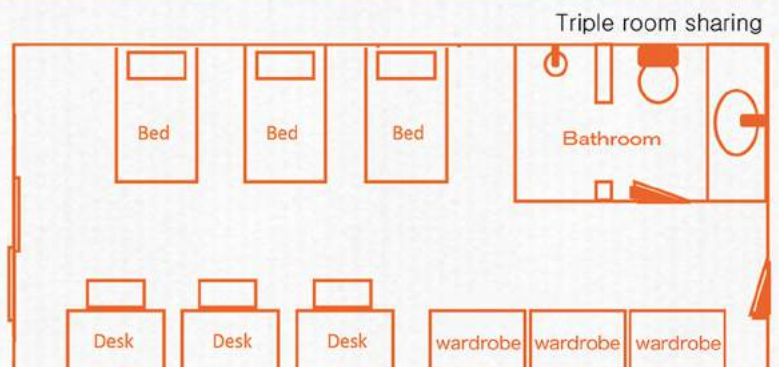 Triple room sharing
Bed Bed Bed
Bathroom
Desk Desk Desk wardrobe wardrobe wardrobe